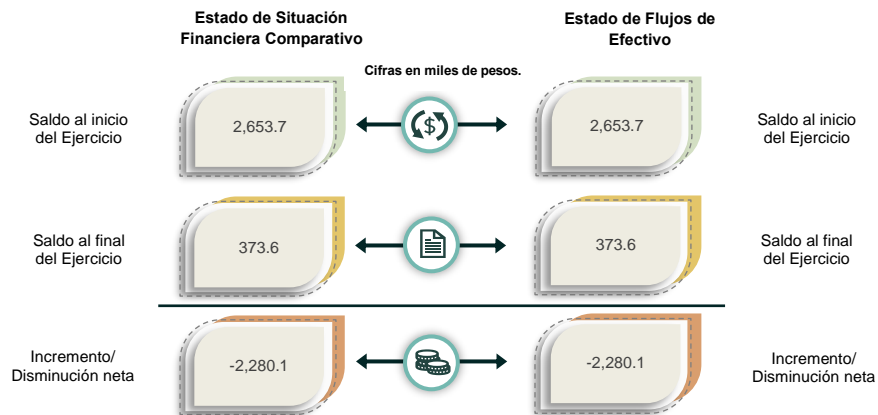 Estado de Situación
Financiera Comparativo
Estado de Flujos de
Efectivo
Cifras en miles de pesos.
Saldo al inicio
del Ejercicio
2,653.7
$
2,653.7
Saldo al inicio
del Ejercicio
Saldo al final
del Ejercicio
373.6
373.6
Saldo al final
del Ejercicio
Incremento/
Disminución neta
-2,280.1
-2,280.1
Incremento/
Disminución neta